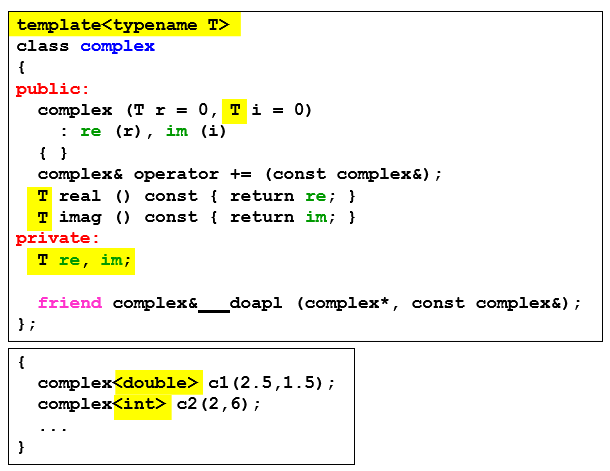 template<typename T>
class complex
{
public:
  complex (T r = 0, T i = 0)
    : re (r), im (i)
  { }
  complex& operator += (const complex&);
  T real () const { return re; }
  T imag () const { return im; }
private:
  T re, im;
  friend complex&___doapl (complex*, const complex&);
};
{
  complex<double> c1(2.5,1.5);
  complex<int> c2(2,6);
  ...
}